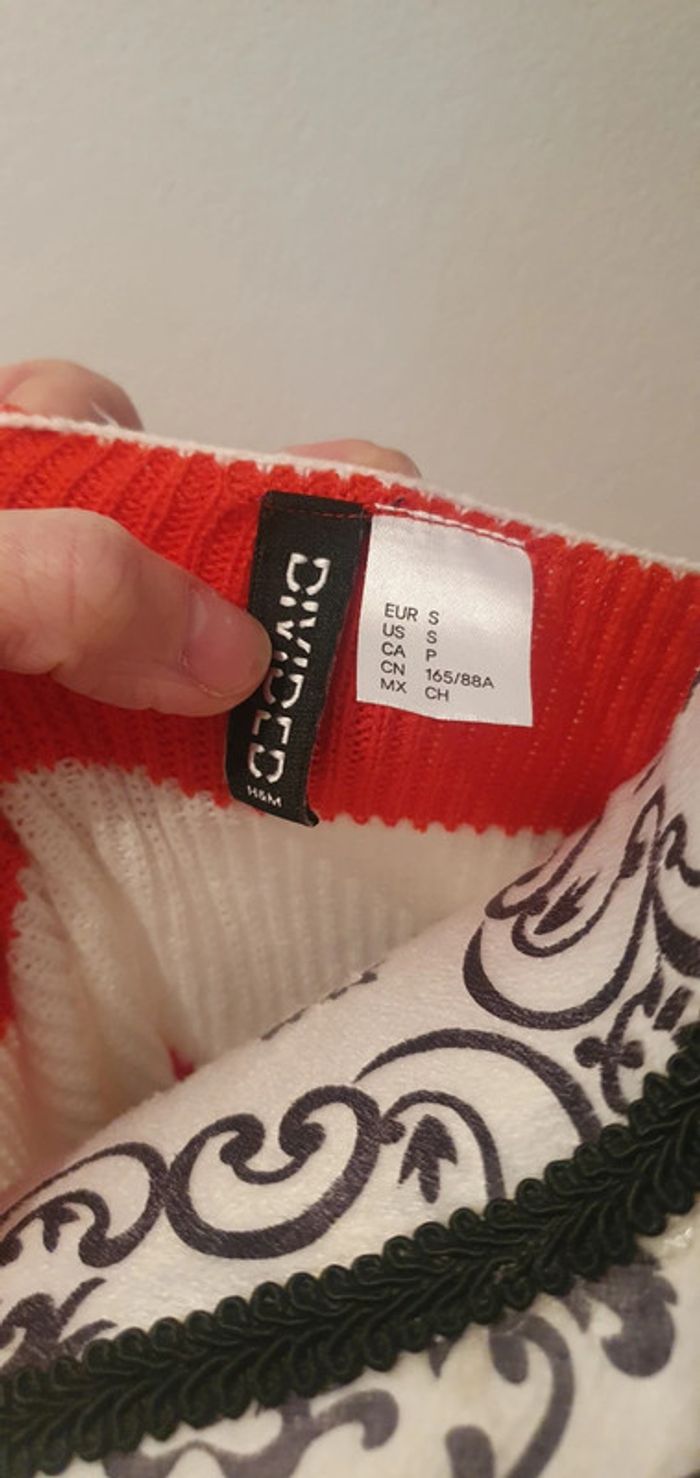 DIVIDED
H&M
EUR S
US S
CA P
CN 165/88A
MX CH